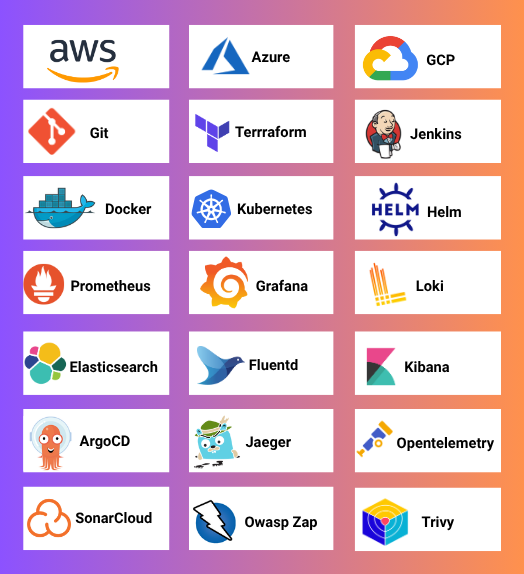 aws
Azure
GCP
Git
Terrraform
Jenkins
Docker
Kubernetes
HELM Helm
Prometheus
Grafana
Loki
Elasticsearch
Fluentd
Kibana
ArgoCD
Jaeger
Opentelemetry
SonarCloud
Owasp Zap
Trivy